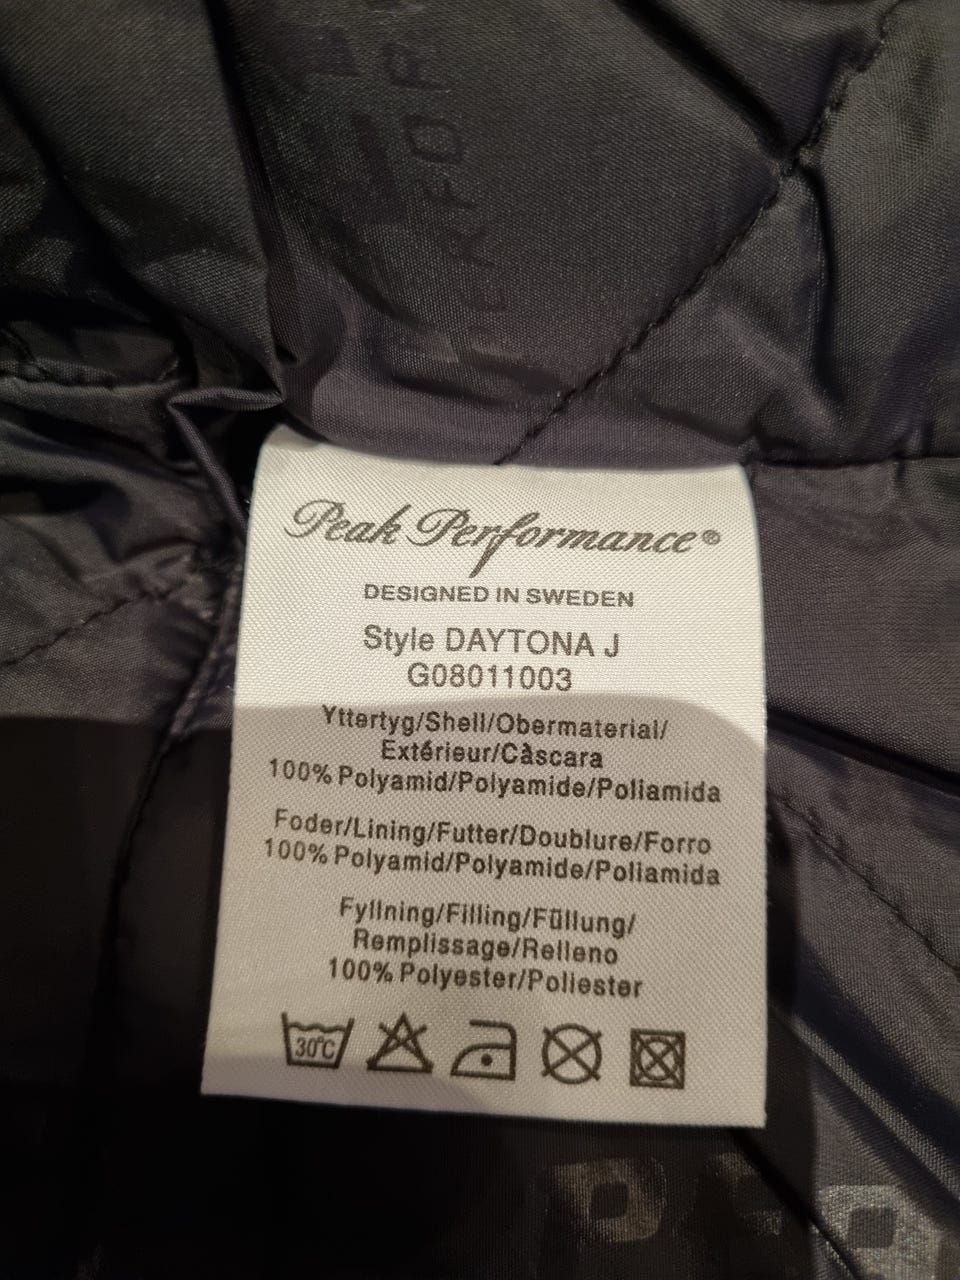 Peak Performance®
DESIGNED IN SWEDEN
Style DAYTONA J
G08011003
Yttertyg/Shell/Obermaterial/
Extérieur/Càscara
100% Polyamid/Polyamide/Poliamida
Foder/Lining/Futter/Doublure/Forro
100% Polyamid/Polyamide/Poliamida
Fyllning/Filling/Füllung/
Remplissage/Relleno
100% Polyester/Poliester
30°C